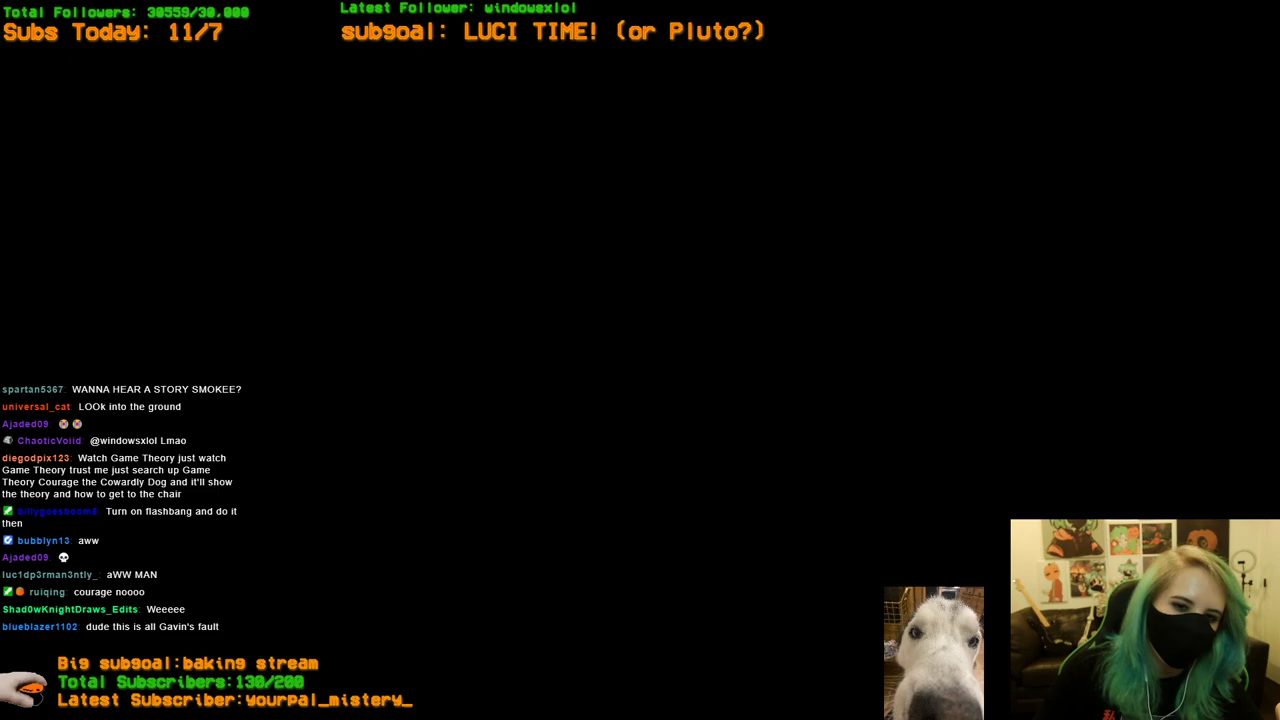 Total Followers: 30559/30,000
Latest Follower: windowsxlol
Subs Today: 11/7
subgoal: LUCI TIME! (or Pluto?)
spartan5367: WANNA HEAR A STORY SMOKEE?
universal_cat: LOOk into the ground
Ajaded09:
ChaoticVoiid: @windowsxlol Lmao
diegodpix123: Watch Game Theory just watch
Game Theory trust me just search up Game
Theory Courage the Cowardly Dog and it'll show
the theory and how to get to the chair
Turn on flashbang and do it
then
bubblyn13: aww
Ajaded09:
luc1dp3rman3ntly_: aWW MAN
ruiqing: courage noooo
Shad0wKnightDraws_Edits: Weeeee
blueblazer1102: dude this is all Gavin's fault
Big subgoal:baking stream
Total Subscribers:130/200
Latest Subscriber:yourpal_mistery_